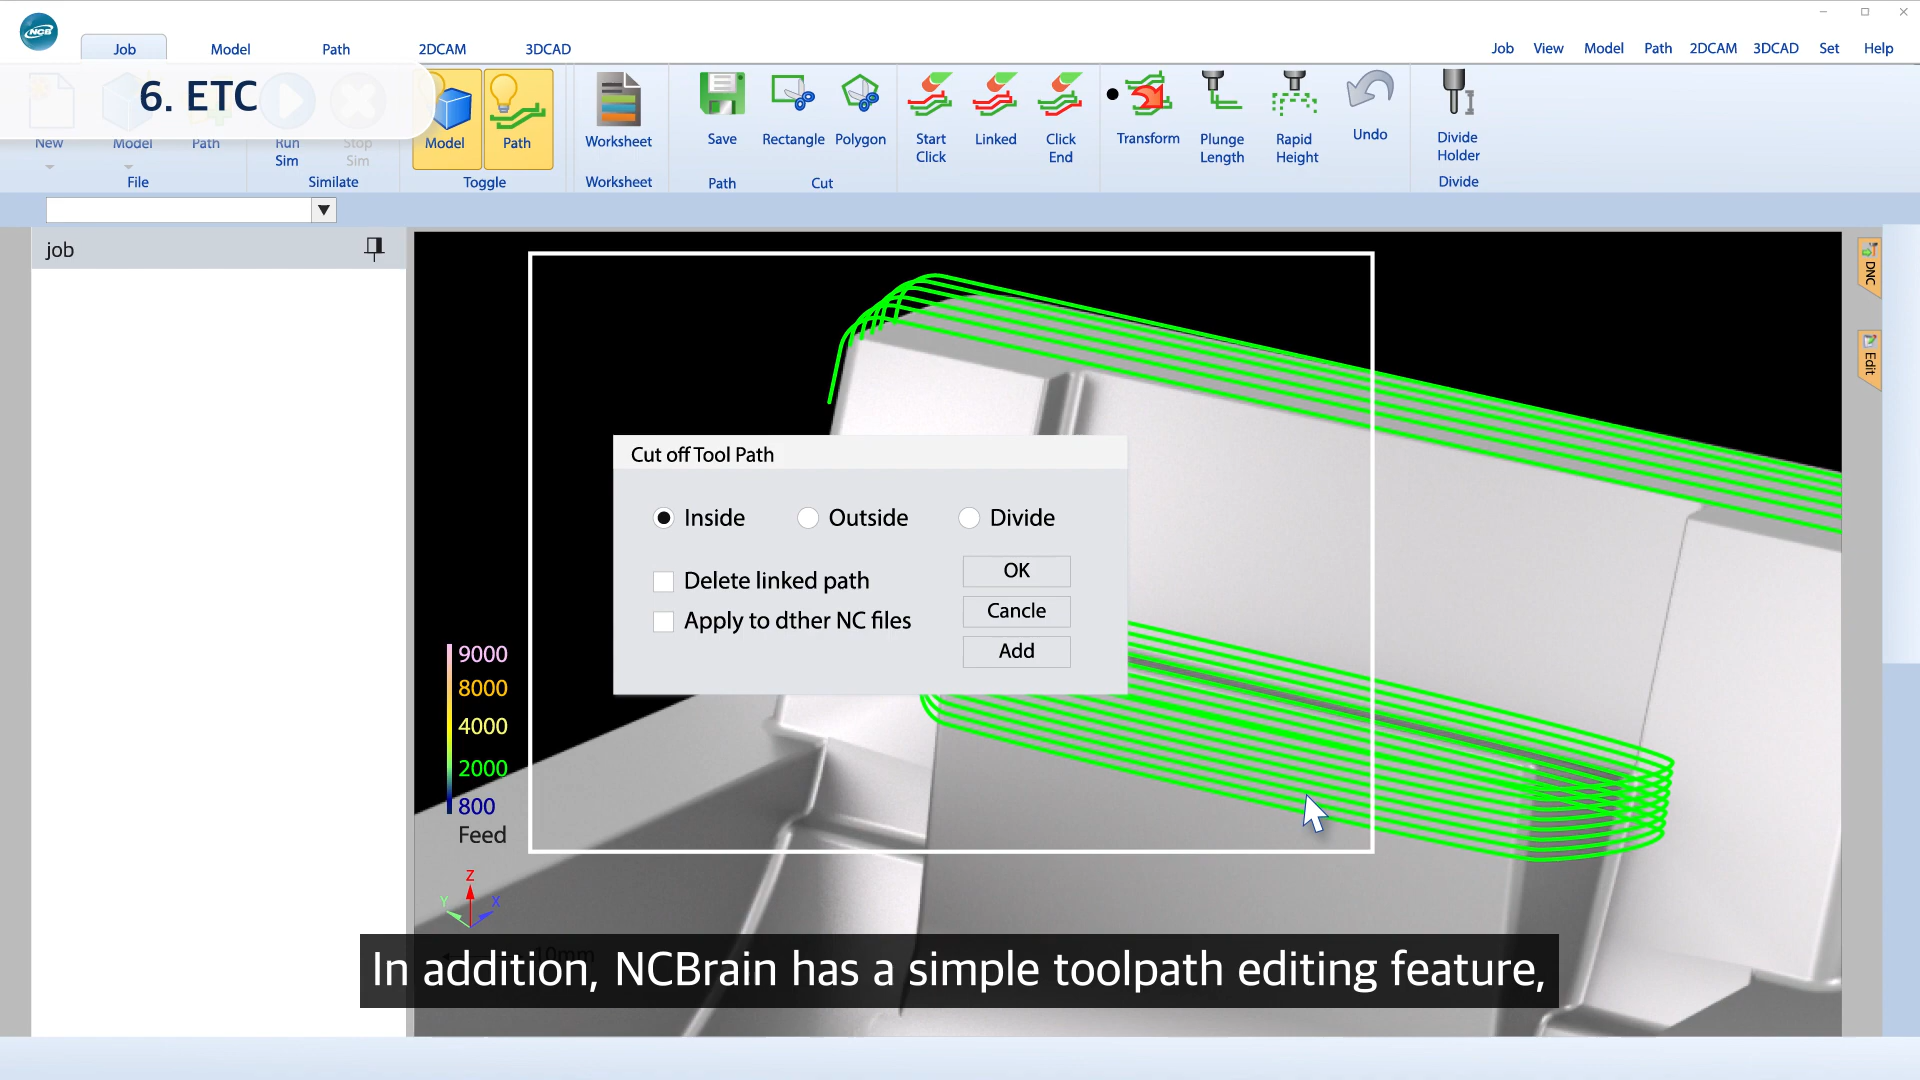 NCB
Job Model Path 2DCAM 3DCAD
Job View Model Path 2DCAM 3DCAD Set Help
6. ETC
New Model Path Run Sim Stop Sim
Model Path Worksheet Save Rectangle Polygon Start Click Linked Click End Transform Plunge Length Rapid Height Undo Divide Holder
File Similate Toggle Worksheet Path Cut Divide
job
DNC
Edit
Cut off Tool Path
Inside Outside Divide
Delete linked path
Apply to dther NC files
OK
Cancle
Add
9000
8000
4000
2000
800
Feed
Z
Y X
10mm
In addition, NCBrain has a simple toolpath editing feature,